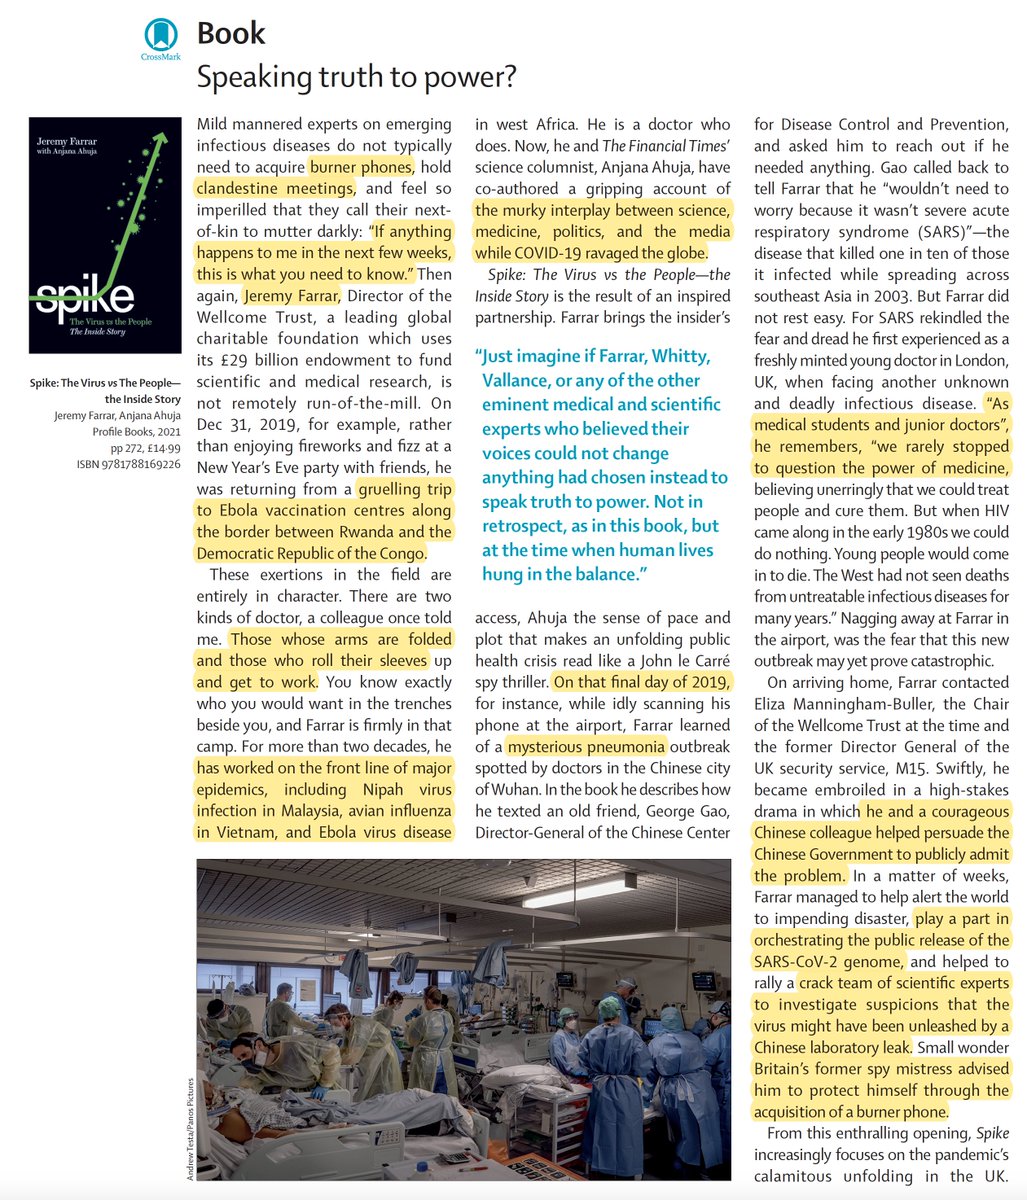 CrossMark
Book
Speaking truth to power?
Jeremy Farrar
with Anjana Ahuja
spike
The Virus vs the People
The Inside Story
Spike: The Virus vs The People—
the Inside Story
Jeremy Farrar, Anjana Ahuja
Profile Books, 2021
pp 272, £14·99
ISBN 9781788169226
Mild mannered experts on emerging
infectious diseases do not typically
need to acquire burner phones, hold
clandestine meetings, and feel so
imperilled that they call their next-
of-kin to mutter darkly: “If anything
happens to me in the next few weeks,
this is what you need to know.” Then
again, Jeremy Farrar, Director of the
Wellcome Trust, a leading global
charitable foundation which uses
its £29 billion endowment to fund
scientific and medical research, is
not remotely run-of-the-mill. On
Dec 31, 2019, for example, rather
than enjoying fireworks and fizz at a
New Year’s Eve party with friends, he
was returning from a gruelling trip
to Ebola vaccination centres along
the border between Rwanda and the
Democratic Republic of the Congo.
These exertions in the field are
entirely in character. There are two
kinds of doctor, a colleague once told
me. Those whose arms are folded
and those who roll their sleeves up
and get to work. You know exactly
who you would want in the trenches
beside you, and Farrar is firmly in that
camp. For more than two decades, he
has worked on the front line of major
epidemics, including Nipah virus
infection in Malaysia, avian influenza
in Vietnam, and Ebola virus disease
in west Africa. He is a doctor who
does. Now, he and The Financial Times’
science columnist, Anjana Ahuja, have
co-authored a gripping account of
the murky interplay between science,
medicine, politics, and the media
while COVID-19 ravaged the globe.
Spike: The Virus vs the People—the
Inside Story is the result of an inspired
partnership. Farrar brings the insider’s
“Just imagine if Farrar, Whitty,
Vallance, or any of the other
eminent medical and scientific
experts who believed their
voices could not change
anything had chosen instead to
speak truth to power. Not in
retrospect, as in this book, but
at the time when human lives
hung in the balance.”
access, Ahuja the sense of pace and
plot that makes an unfolding public
health crisis read like a John le Carré
spy thriller. On that final day of 2019,
for instance, while idly scanning his
phone at the airport, Farrar learned
of a mysterious pneumonia outbreak
spotted by doctors in the Chinese city
of Wuhan. In the book he describes how
he texted an old friend, George Gao,
Director-General of the Chinese Center
for Disease Control and Prevention,
and asked him to reach out if he
needed anything. Gao called back to
tell Farrar that he “wouldn’t need to
worry because it wasn’t severe acute
respiratory syndrome (SARS)”—the
disease that killed one in ten of those
it infected while spreading across
southeast Asia in 2003. But Farrar did
not rest easy. For SARS rekindled the
fear and dread he first experienced as a
freshly minted young doctor in London,
UK, when facing another unknown
and deadly infectious disease. “As
medical students and junior doctors”,
he remembers, “we rarely stopped
to question the power of medicine,
believing unerringly that we could treat
people and cure them. But when HIV
came along in the early 1980s we could
do nothing. Young people would come
in to die. The West had not seen deaths
from untreatable infectious diseases for
many years.” Nagging away at Farrar in
the airport, was the fear that this new
outbreak may yet prove catastrophic.
On arriving home, Farrar contacted
Eliza Manningham-Buller, the Chair
of the Wellcome Trust at the time and
the former Director General of the
UK security service, M15. Swiftly, he
became embroiled in a high-stakes
drama in which he and a courageous
Chinese colleague helped persuade the
Chinese Government to publicly admit
the problem. In a matter of weeks,
Farrar managed to help alert the world
to impending disaster, play a part in
orchestrating the public release of the
SARS-CoV-2 genome, and helped to
rally a crack team of scientific experts
to investigate suspicions that the
virus might have been unleashed by a
Chinese laboratory leak. Small wonder
Britain’s former spy mistress advised
him to protect himself through the
acquisition of a burner phone.
From this enthralling opening, Spike
increasingly focuses on the pandemic’s
calamitous unfolding in the UK.
Andrew Testa/Panos Pictures